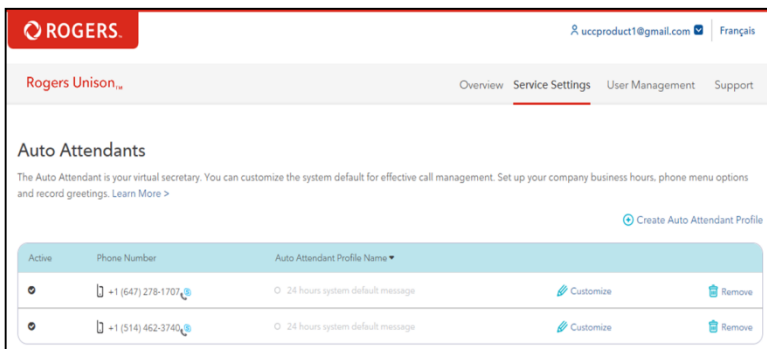 ROGERS™
uccproduct1@gmail.com Français
Rogers Unison™ Overview Service Settings User Management Support
Auto Attendants
The Auto Attendant is your virtual secretary. You can customize the system default for effective call management. Set up your company business hours, phone menu options
and record greetings. Learn More >
Create Auto Attendant Profile
Active Phone Number Auto Attendant Profile Name ▼
+1 (647) 278-1707 24 hours system default message Customize Remove
+1 (514) 462-3740 24 hours system default message Customize Remove